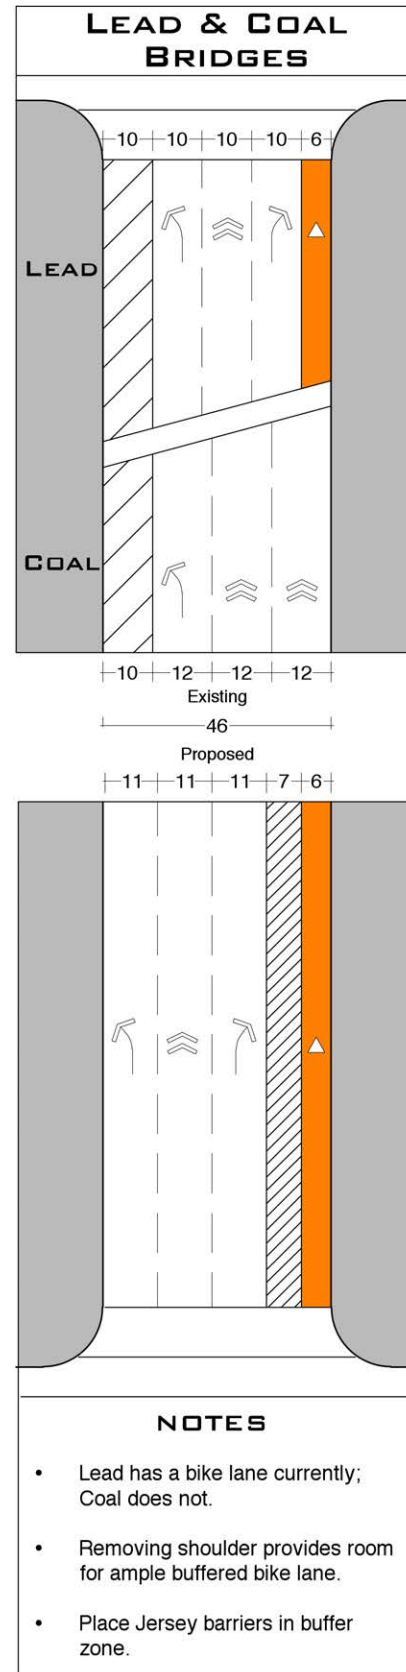 LEAD & COAL
BRIDGES
10 10 10 10 6
LEAD
COAL
10 12 12 12
Existing
46
Proposed
11 11 11 7 6
NOTES
• Lead has a bike lane currently;
Coal does not.
• Removing shoulder provides room
for ample buffered bike lane.
• Place Jersey barriers in buffer
zone.